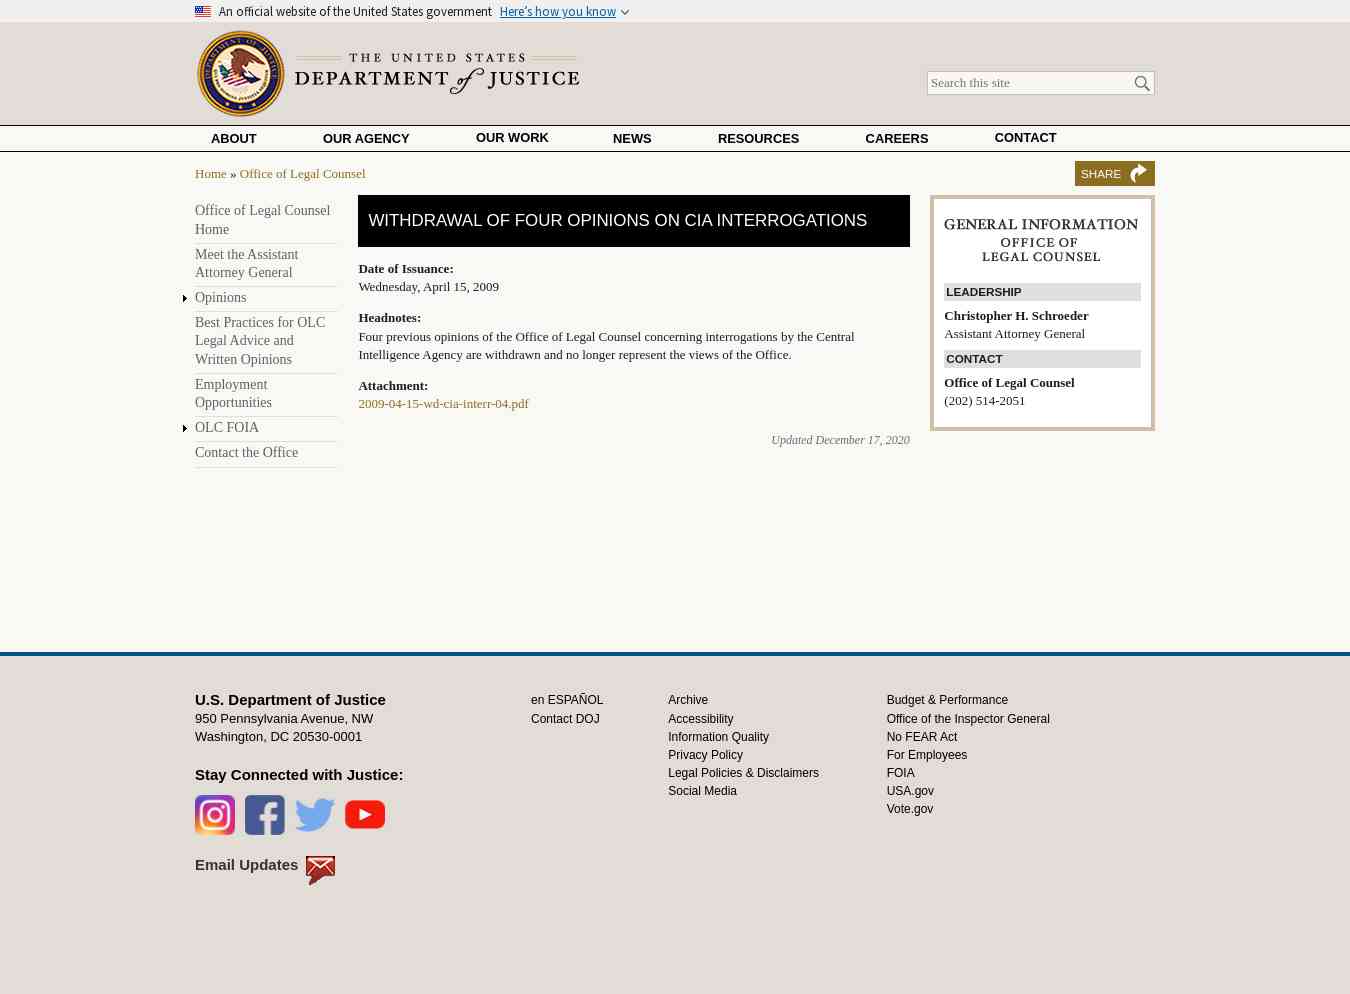 An official website of the United States government Here's how you know
THE UNITED STATES
DEPARTMENT of JUSTICE
Search this site
ABOUT OUR AGENCY OUR WORK NEWS RESOURCES CAREERS CONTACT
Home » Office of Legal Counsel
SHARE
Office of Legal Counsel
Home
Meet the Assistant
Attorney General
Opinions
Best Practices for OLC
Legal Advice and
Written Opinions
Employment
Opportunities
OLC FOIA
Contact the Office
WITHDRAWAL OF FOUR OPINIONS ON CIA INTERROGATIONS
Date of Issuance:
Wednesday, April 15, 2009
Headnotes:
Four previous opinions of the Office of Legal Counsel concerning interrogations by the Central
Intelligence Agency are withdrawn and no longer represent the views of the Office.
Attachment:
2009-04-15-wd-cia-interr-04.pdf
Updated December 17, 2020
GENERAL INFORMATION
OFFICE OF
LEGAL COUNSEL
LEADERSHIP
Christopher H. Schroeder
Assistant Attorney General
CONTACT
Office of Legal Counsel
(202) 514-2051
U.S. Department of Justice
950 Pennsylvania Avenue, NW
Washington, DC 20530-0001
Stay Connected with Justice:
Email Updates
en ESPAÑOL
Contact DOJ
Archive
Accessibility
Information Quality
Privacy Policy
Legal Policies & Disclaimers
Social Media
Budget & Performance
Office of the Inspector General
No FEAR Act
For Employees
FOIA
USA.gov
Vote.gov